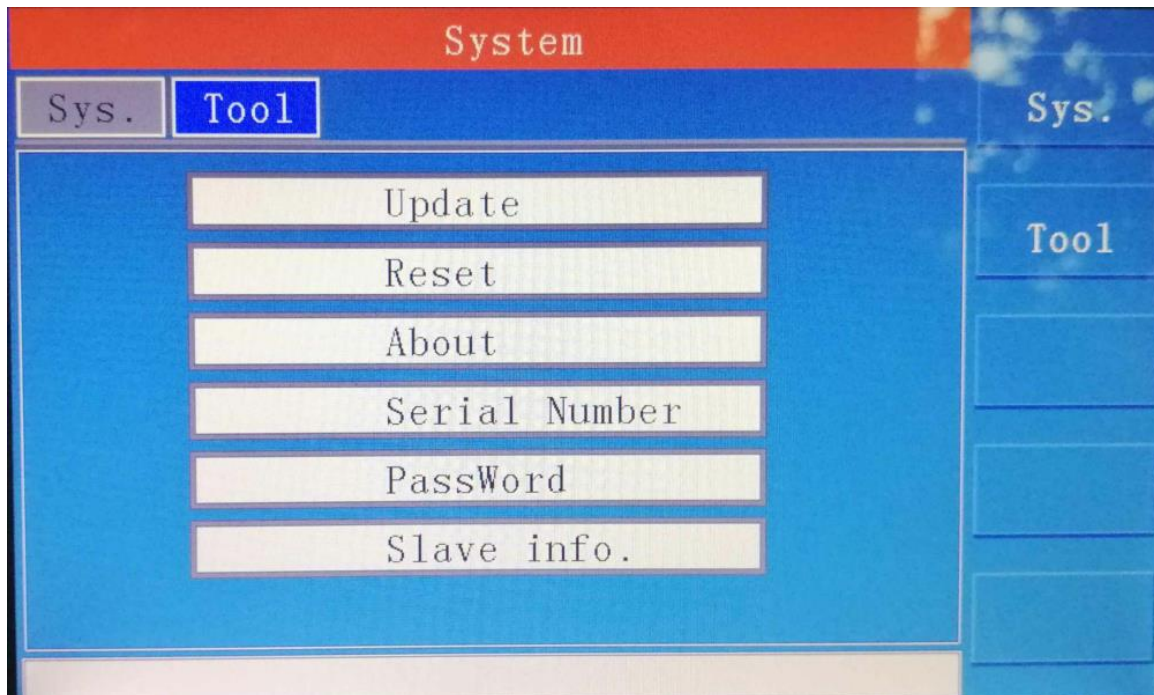 System
Sys. Tool
Update
Reset
About
Serial Number
PassWord
Slave info.
Sys.
Tool